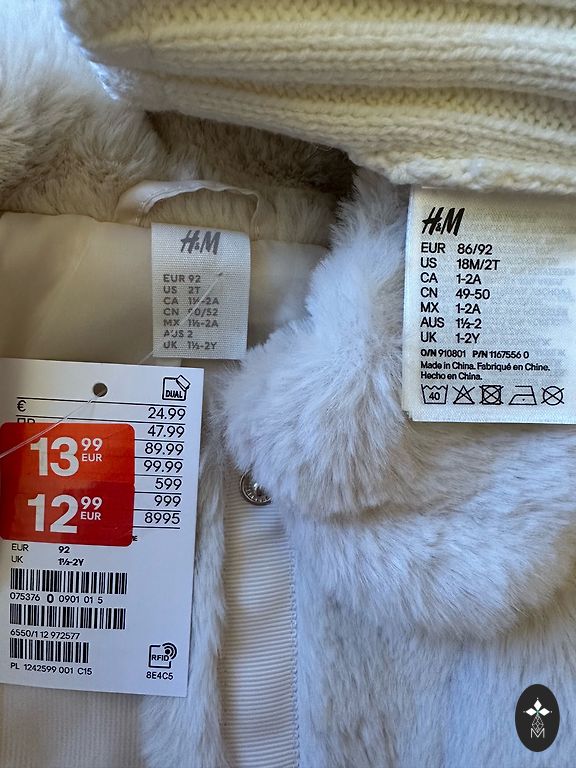 H&M
EUR 86/92
US 18M/2T
CA 1-2A
CN 49-50
MX 1-2A
AUS 1½-2
UK 1-2Y
O/N 910801 P/N 1167556 0
Made in China. Fabriqué en Chine.
Hecho en China.
40
H&M
EUR 92
US 2T
CA 1½-2A
CN 90/52
MX 1½-2A
AUS 2
UK 1½-2Y
DUAL
€ 24.99
47.99
89.99
99.99
599
999
8995
13 99 EUR
12 99 EUR
EUR 92
UK 1½-2Y
075376 0 0901 01 5
6550/1 12 972577
PL 1242599 001 C15
RFID
8E4C5
M